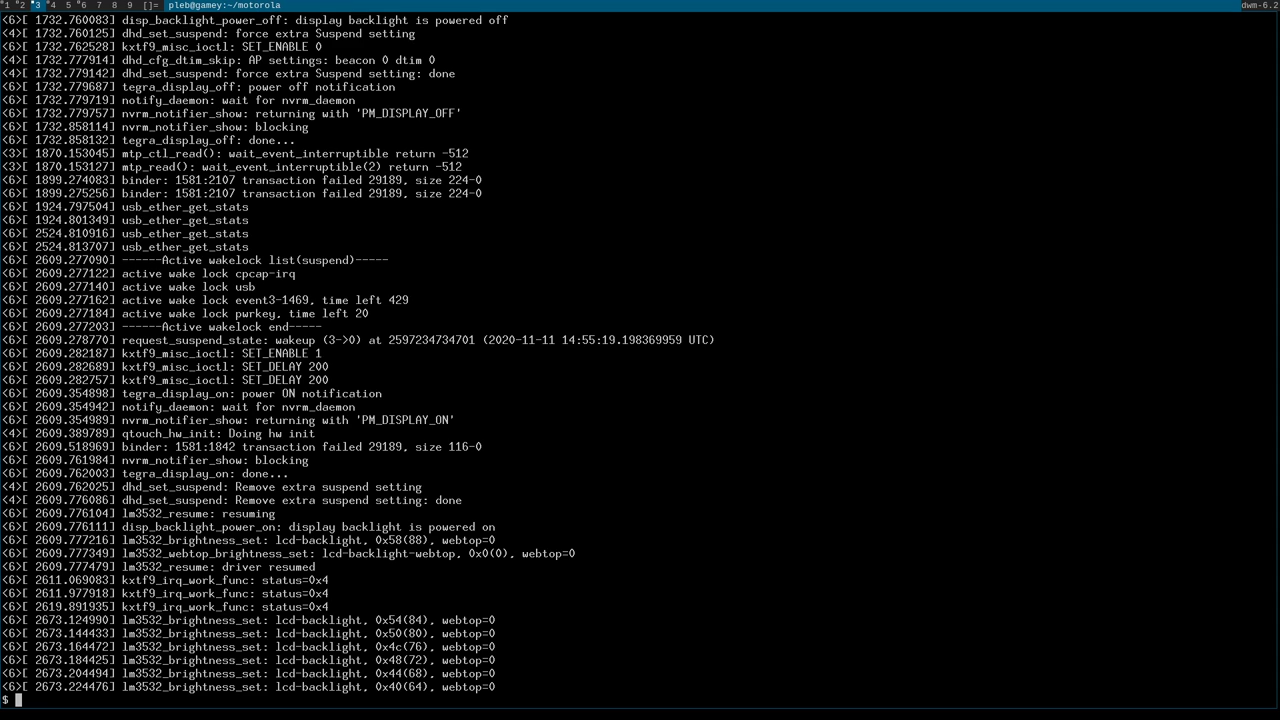 1 2 3 4 5 6 7 8 9 []= pleb@gamey:~/motorola dwm-6.2
<6>[ 1732.760083] disp_backlight_power_off: display backlight is powered off
<4>[ 1732.760125] dhd_set_suspend: force extra Suspend setting
<6>[ 1732.762528] kxtf9_misc_ioctl: SET_ENABLE 0
<4>[ 1732.777914] dhd_cfg_dtim_skip: AP settings: beacon 0 dtim 0
<4>[ 1732.779142] dhd_set_suspend: force extra Suspend setting: done
<6>[ 1732.779687] tegra_display_off: power off notification
<6>[ 1732.779719] notify_daemon: wait for nvrm_daemon
<6>[ 1732.779757] nvrm_notifier_show: returning with 'PM_DISPLAY_OFF'
<6>[ 1732.858114] nvrm_notifier_show: blocking
<6>[ 1732.858132] tegra_display_off: done...
<3>[ 1870.153045] mtp_ctl_read(): wait_event_interruptible return -512
<3>[ 1870.153127] mtp_read(): wait_event_interruptible(2) return -512
<6>[ 1899.274083] binder: 1581:2107 transaction failed 29189, size 224-0
<6>[ 1899.275256] binder: 1581:2107 transaction failed 29189, size 224-0
<6>[ 1924.797504] usb_ether_get_stats
<6>[ 1924.801349] usb_ether_get_stats
<6>[ 2524.810916] usb_ether_get_stats
<6>[ 2524.813707] usb_ether_get_stats
<6>[ 2609.277090] ------Active wakelock list(suspend)-----
<6>[ 2609.277122] active wake lock cpcap-irq
<6>[ 2609.277140] active wake lock usb
<6>[ 2609.277162] active wake lock event3-1469, time left 429
<6>[ 2609.277184] active wake lock pwrkey, time left 20
<6>[ 2609.277203] ------Active wakelock end-----
<6>[ 2609.278770] request_suspend_state: wakeup (3->0) at 2597234734701 (2020-11-11 14:55:19.198369959 UTC)
<6>[ 2609.282187] kxtf9_misc_ioctl: SET_ENABLE 1
<6>[ 2609.282689] kxtf9_misc_ioctl: SET_DELAY 200
<6>[ 2609.282757] kxtf9_misc_ioctl: SET_DELAY 200
<6>[ 2609.354898] tegra_display_on: power ON notification
<6>[ 2609.354942] notify_daemon: wait for nvrm_daemon
<6>[ 2609.354989] nvrm_notifier_show: returning with 'PM_DISPLAY_ON'
<4>[ 2609.389789] qtouch_hw_init: Doing hw init
<6>[ 2609.518969] binder: 1581:1842 transaction failed 29189, size 116-0
<6>[ 2609.761984] nvrm_notifier_show: blocking
<6>[ 2609.762003] tegra_display_on: done...
<4>[ 2609.762025] dhd_set_suspend: Remove extra suspend setting
<4>[ 2609.776086] dhd_set_suspend: Remove extra suspend setting: done
<6>[ 2609.776104] lm3532_resume: resuming
<6>[ 2609.776111] disp_backlight_power_on: display backlight is powered on
<6>[ 2609.777216] lm3532_brightness_set: lcd-backlight, 0x58(88), webtop=0
<6>[ 2609.777349] lm3532_webtop_brightness_set: lcd-backlight-webtop, 0x0(0), webtop=0
<6>[ 2609.777479] lm3532_resume: driver resumed
<6>[ 2611.069083] kxtf9_irq_work_func: status=0x4
<6>[ 2611.977918] kxtf9_irq_work_func: status=0x4
<6>[ 2619.891935] kxtf9_irq_work_func: status=0x4
<6>[ 2673.124990] lm3532_brightness_set: lcd-backlight, 0x54(84), webtop=0
<6>[ 2673.144433] lm3532_brightness_set: lcd-backlight, 0x50(80), webtop=0
<6>[ 2673.164472] lm3532_brightness_set: lcd-backlight, 0x4c(76), webtop=0
<6>[ 2673.184425] lm3532_brightness_set: lcd-backlight, 0x48(72), webtop=0
<6>[ 2673.204494] lm3532_brightness_set: lcd-backlight, 0x44(68), webtop=0
<6>[ 2673.224476] lm3532_brightness_set: lcd-backlight, 0x40(64), webtop=0
$